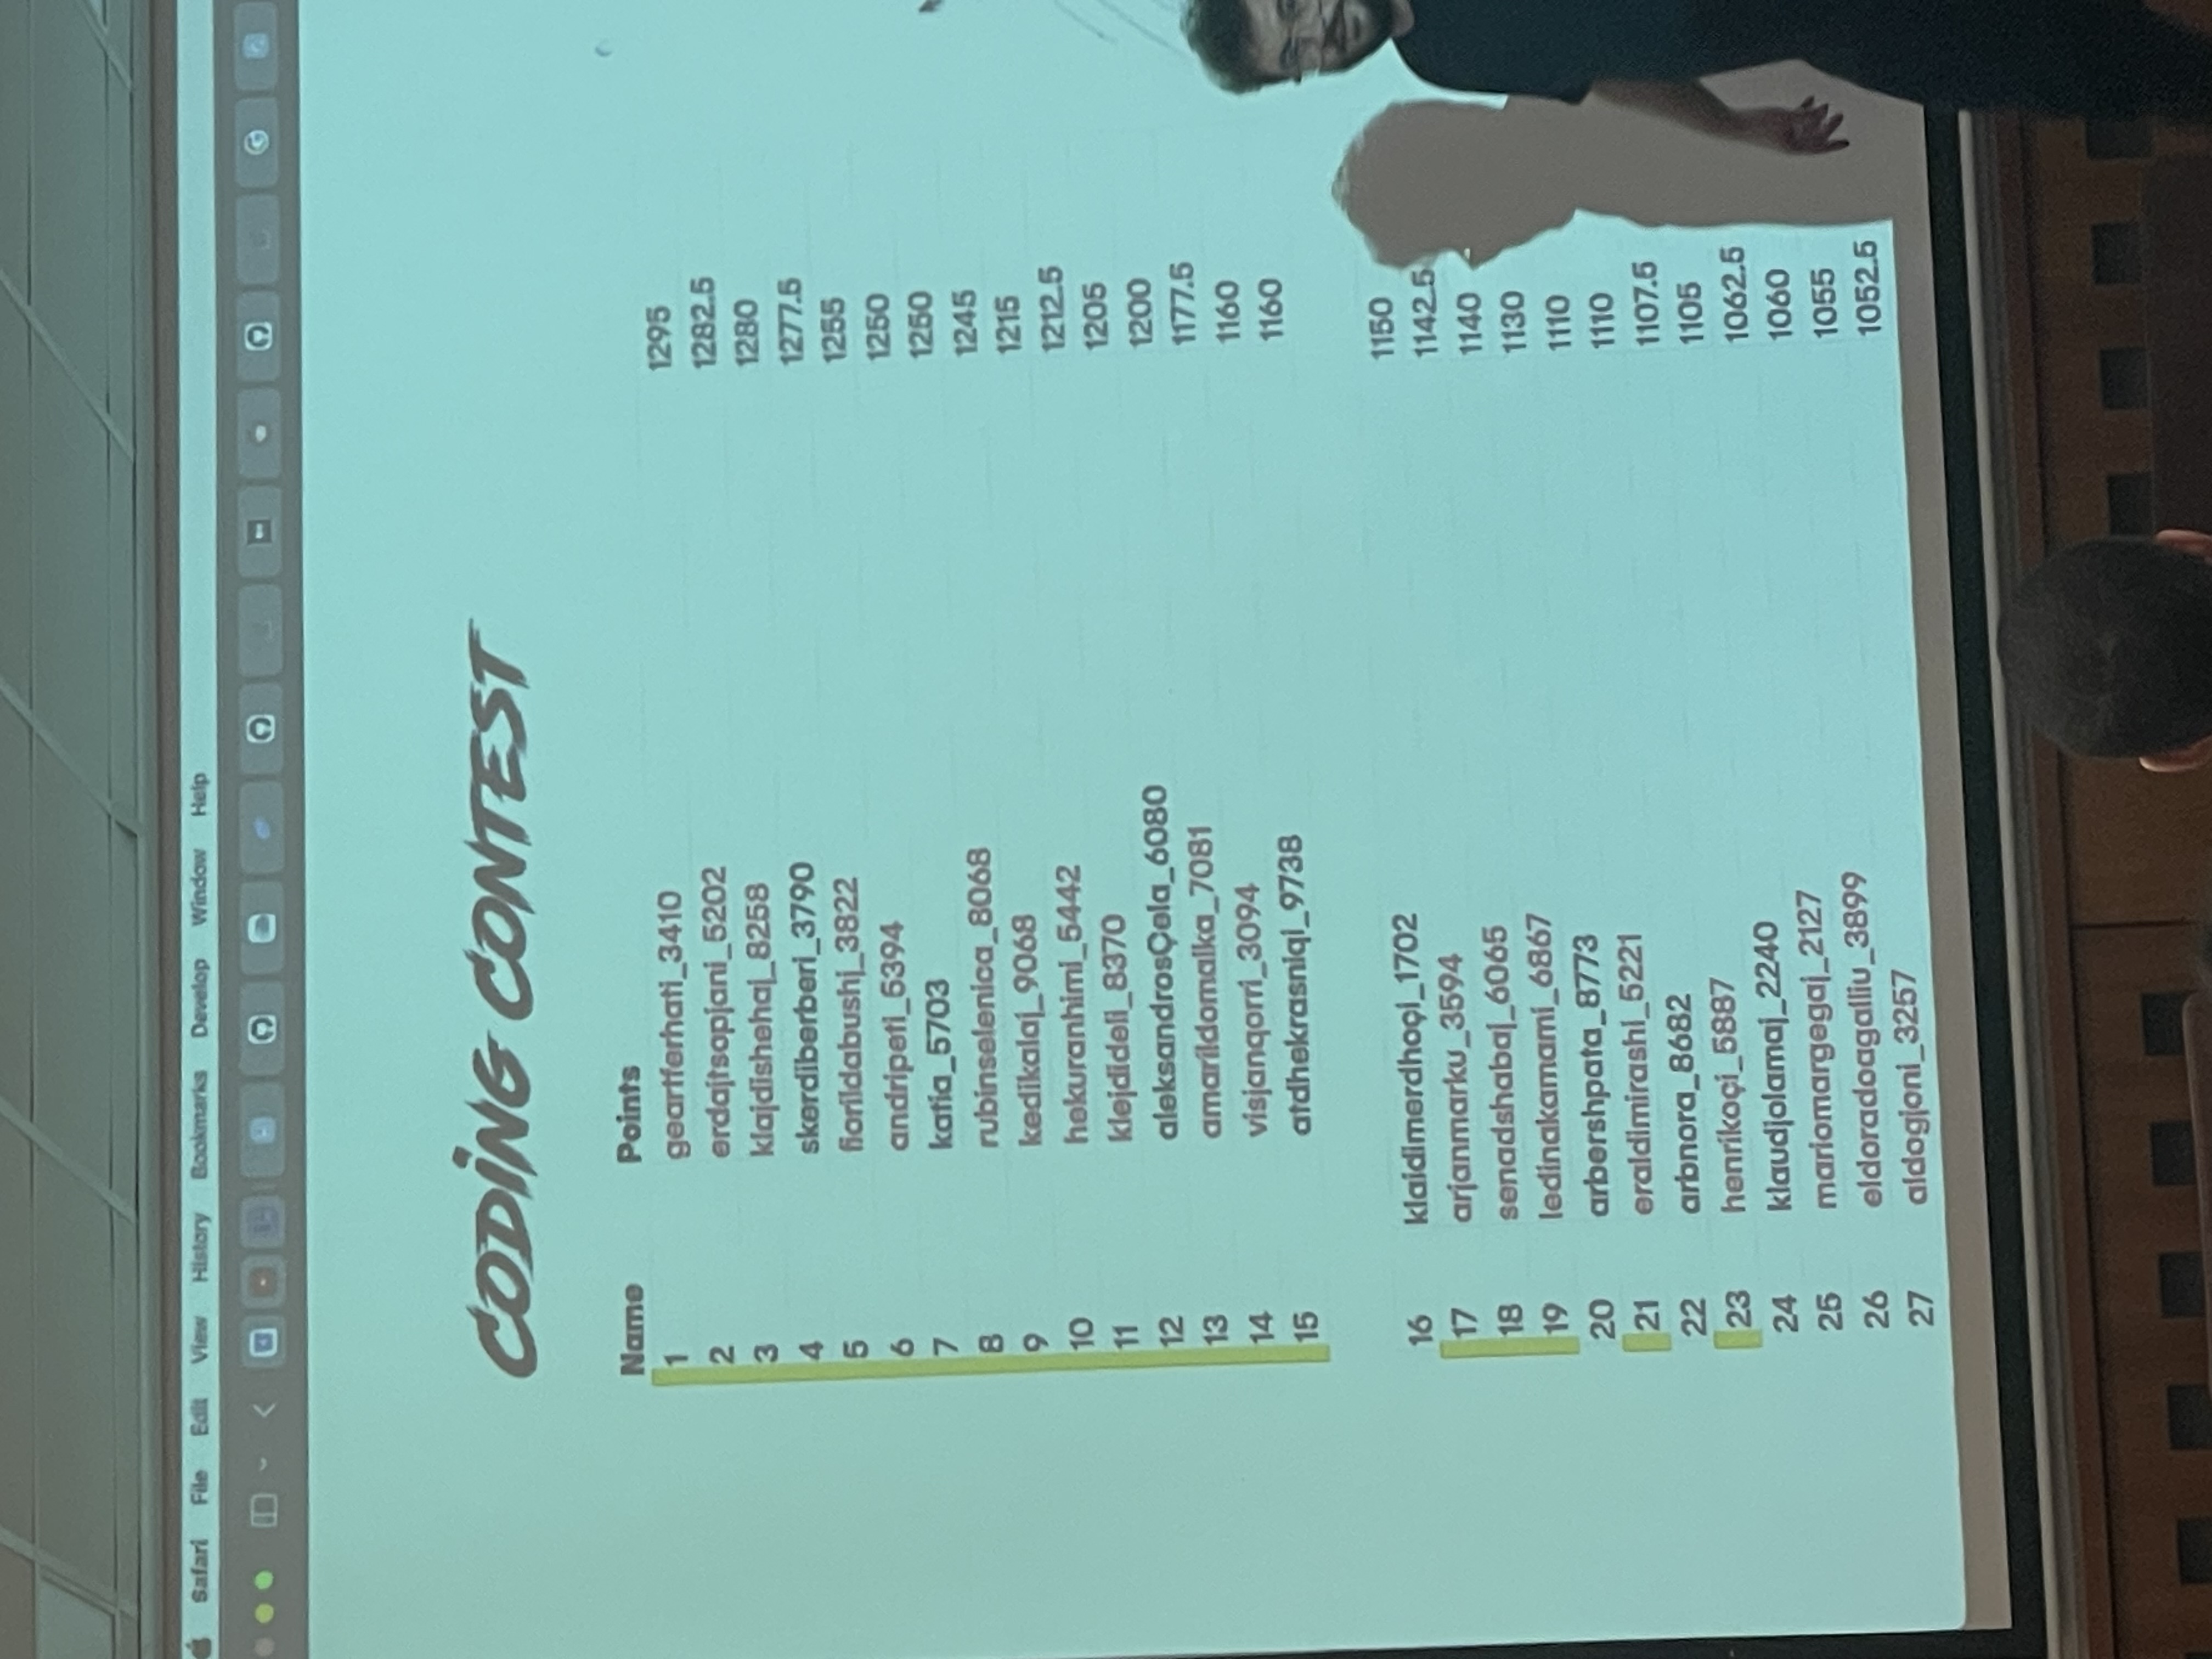 Safari File Edit View History Bookmarks Develop Window Help
CODING CONTEST
Name Points
1 geartferhati_3410 1295
2 erdajtsopjani_5202 1282.5
3 klajdishehaj_8258 1280
4 skerdiberberi_3790 1277.5
5 fiorildabushj_3822 1255
6 andripeti_5394 1250
7 katia_5703 1250
8 rubinselenica_8068 1245
9 kedikalaj_9068 1215
10 hekuranhimi_5442 1212.5
11 klejdideli_8370 1205
12 aleksandrosÇela_6080 1200
13 amarildomalka_7081 1177.5
14 visjanqorri_3094 1160
15 atdhekrasniqi_9738 1160
16 klaidimerdhoçi_1702 1150
17 arjanmarku_3594 1142.5
18 senadshabaj_6065 1140
19 ledinakamami_6867 1130
20 arbershpata_8773 1110
21 eraldimirashi_5221 1110
22 arbnora_8682 1107.5
23 henrikoçi_5887 1105
24 klaudjolamaj_2240 1062.5
25 mariomargegaj_2127 1060
26 eldoradoagalliu_3899 1055
27 aldogjoni_3257 1052.5